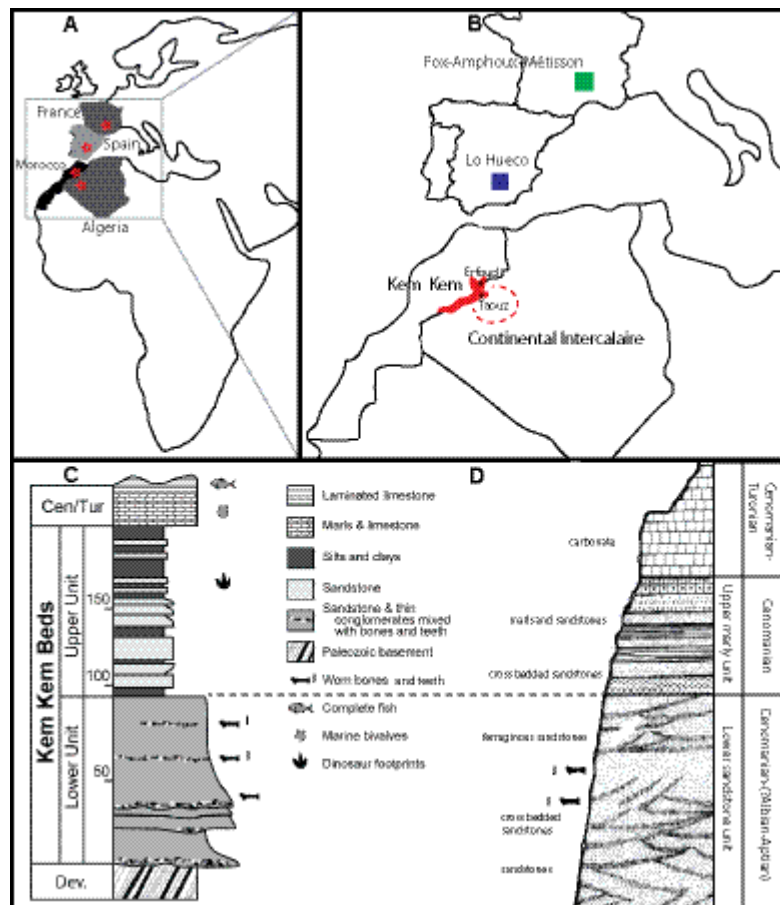 A
France
Spain
Morocco
Algeria
B
Fox-Amphoux-Métisson
Lo Hueco
Erfoud
Kem Kem
Taouz
Continental Intercalaire
C
Cen/Tur
Kem Kem Beds
Upper Unit
Lower Unit
150
100
50
Dev.
Laminated limestone
Marls & limestone
Silts and clays
Sandstone
Sandstone & thin
conglomerates mixed
with bones and teeth
Paleozoic basement
Worn bones and teeth
Complete fish
Marine bivalves
Dinosaur footprints
D
carbonate
marls and sandstones
cross bedded sandstones
ferruginous sandstones
cross bedded
sandstones
sandstones
Upper marly unit
Lower sandstone unit
Cenomanian-
Turonian
Cenomanian
Cenomanian-(?Albian-Aptian)